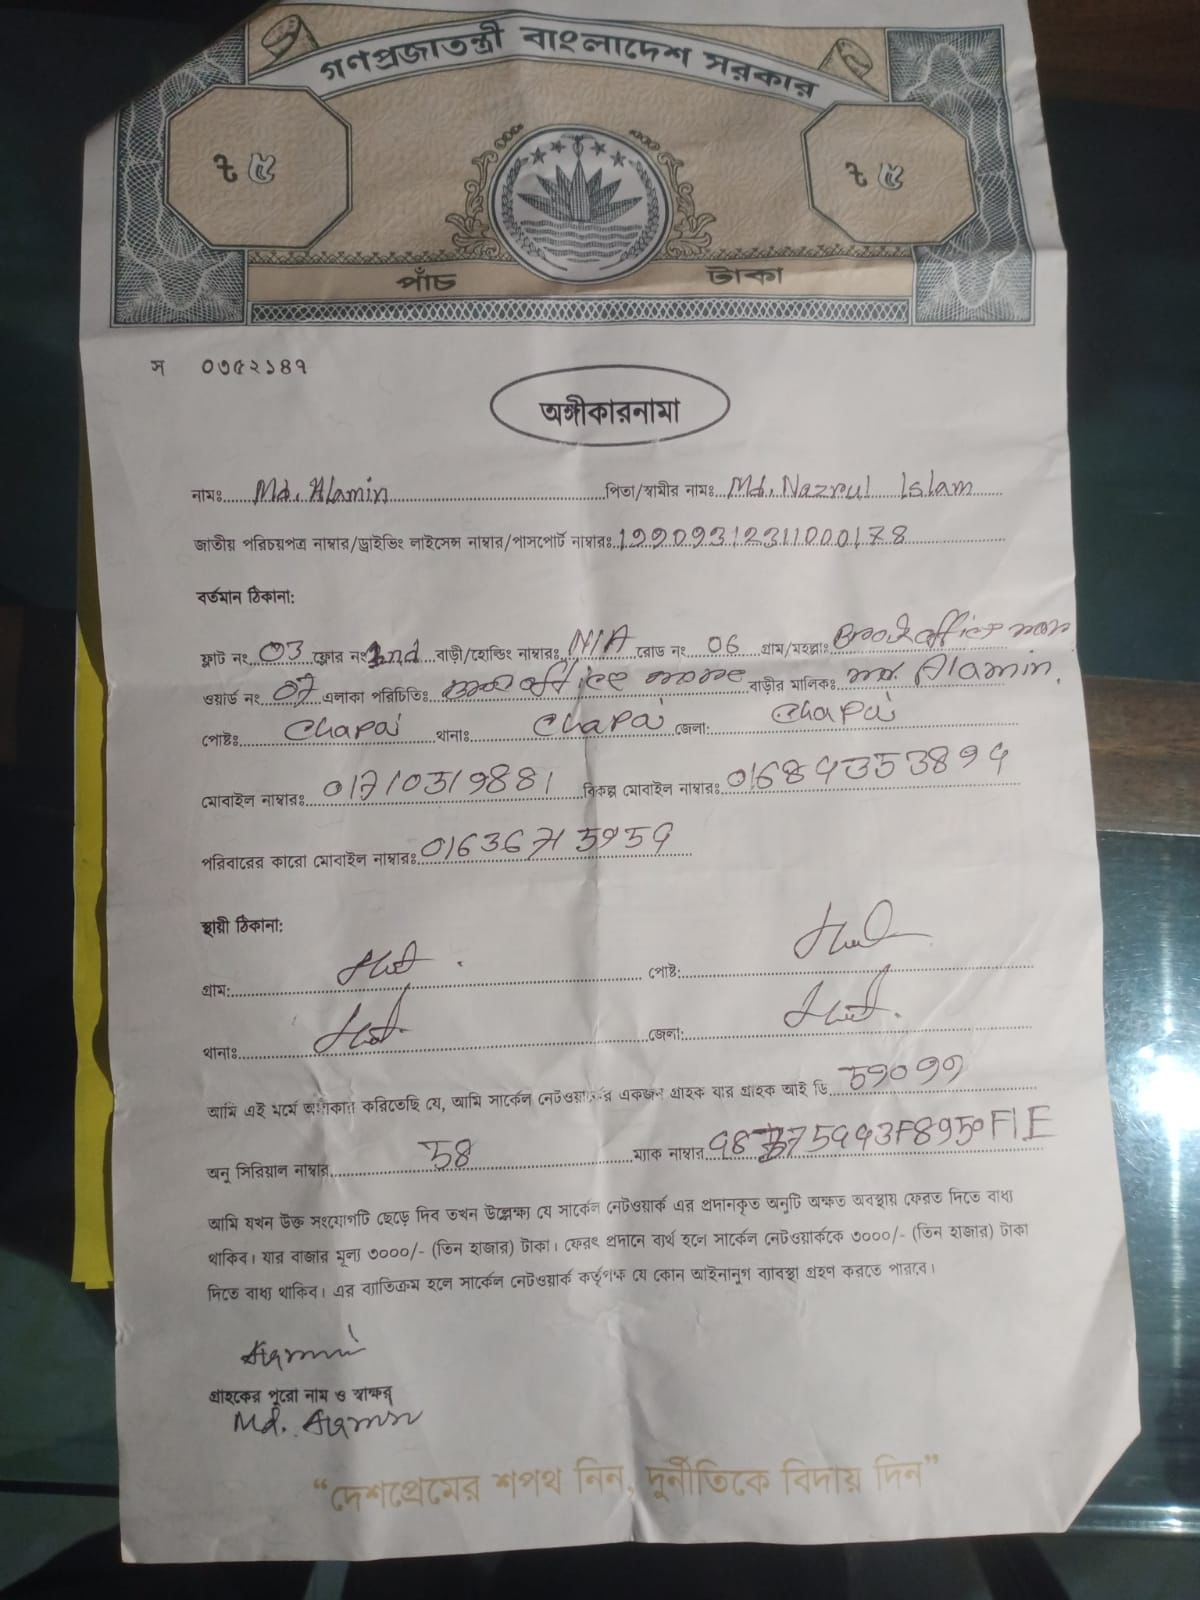 গণপ্রজাতন্ত্রী বাংলাদেশ সরকার
৳ ৫ ৳ ৫
পাঁচ টাকা
স ০৩৫২১৪৭
অঙ্গীকারনামা
নামঃ Md. Alamin পিতা/স্বামীর নামঃ Md. Nazrul Islam
জাতীয় পরিচয়পত্র নাম্বার/ড্রাইভিং লাইসেন্স নাম্বার/পাসপোর্ট নাম্বারঃ 19909312311000178
বর্তমান ঠিকানা:
ফ্লাট নং 03 ফ্লোর নং 2nd বাড়ী/হোল্ডিং নাম্বারঃ N/A রোড নং 06 গ্রাম/মহল্লাঃ
ওয়ার্ড নং 07 এলাকা পরিচিতিঃ office বাড়ীর মালিকঃ md. Alamin.
পোষ্টঃ Chapai থানাঃ Chapai জেলা: Chapai
মোবাইল নাম্বারঃ 01710319881 বিকল্প মোবাইল নাম্বারঃ
পরিবারের কারো মোবাইল নাম্বারঃ
স্থায়ী ঠিকানা:
গ্রাম: পোষ্ট:
থানাঃ জেলা:
আমি এই মর্মে অঙ্গিকার করিতেছি যে, আমি সার্কেল নেটওয়ার্কের একজন গ্রাহক যার গ্রাহক আই ডি
অনু সিরিয়াল নাম্বার 58 ম্যাক নাম্বার
আমি যখন উক্ত সংযোগটি ছেড়ে দিব তখন উল্লেক্ষ্য যে সার্কেল নেটওয়ার্ক এর প্রদানকৃত অনুটি অক্ষত অবস্থায় ফেরত দিতে বাধ্য
থাকিব। যার বাজার মূল্য ৩০০০/- (তিন হাজার) টাকা। ফেরৎ প্রদানে ব্যর্থ হলে সার্কেল নেটওয়ার্ককে ৩০০০/- (তিন হাজার) টাকা
দিতে বাধ্য থাকিব। এর ব্যাতিক্রম হলে সার্কেল নেটওয়ার্ক কর্তৃপক্ষ যে কোন আইনানুগ ব্যাবস্থা গ্রহণ করতে পারবে।
গ্রাহকের পুরো নাম ও স্বাক্ষর
Md. Alamin
“দেশপ্রেমের শপথ নিন, দুর্নীতিকে বিদায় দিন”